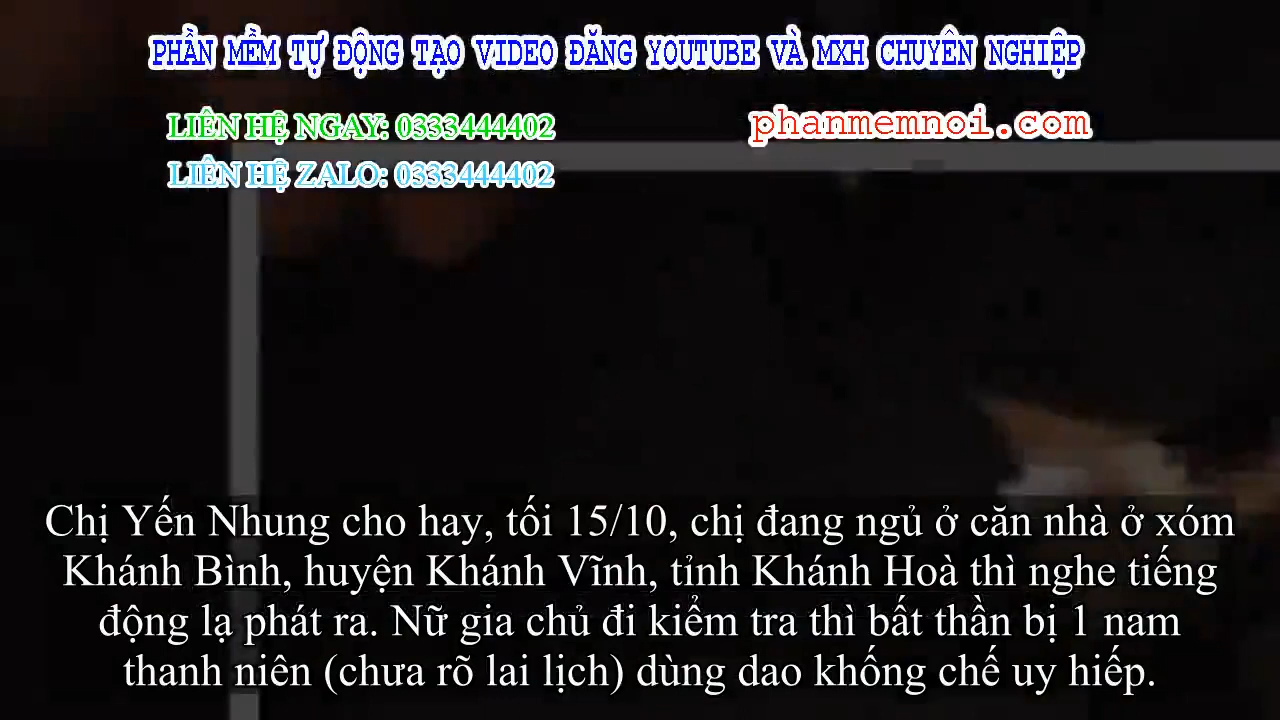 PHẦN MỀM TỰ ĐỘNG TẠO VIDEO ĐĂNG YOUTUBE VÀ MXH CHUYÊN NGHIỆP
LIÊN HỆ NGAY: 0333444402
phanmemnoi.com
LIÊN HỆ ZALO: 0333444402
Chị Yến Nhung cho hay, tối 15/10, chị đang ngủ ở căn nhà ở xóm
Khánh Bình, huyện Khánh Vĩnh, tỉnh Khánh Hoà thì nghe tiếng
động lạ phát ra. Nữ gia chủ đi kiểm tra thì bất thần bị 1 nam
thanh niên (chưa rõ lai lịch) dùng dao khống chế uy hiếp.